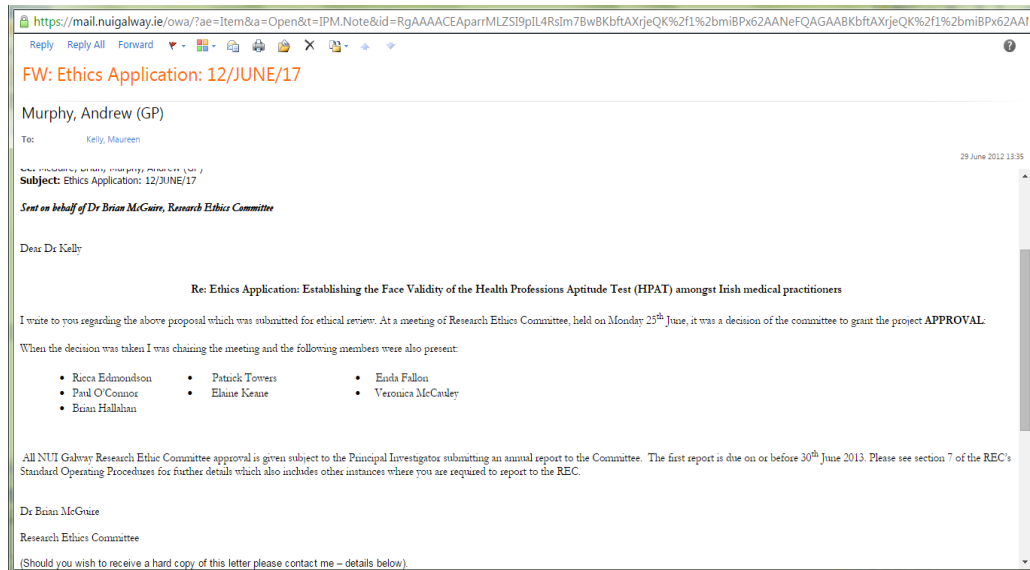 https://mail.nuigalway.ie/owa/?ae=Item&a=Open&t=IPM.Note&id=RgAAAACEAparrMLZSI9pIL4RsIm7BwBKbftAXrjeQK%2f1%2bmiBPx62AANeFQAGAABKbftAXrjeQK%2f1%2bmiBPx62AAN
Reply Reply All Forward
FW: Ethics Application: 12/JUNE/17
Murphy, Andrew (GP)
To: Kelly, Maureen
29 June 2012 13:35
Cc: McGuire, Brian; Murphy, Andrew (GP)
Subject: Ethics Application: 12/JUNE/17
Sent on behalf of Dr Brian McGuire, Research Ethics Committee
Dear Dr Kelly
Re: Ethics Application: Establishing the Face Validity of the Health Professions Aptitude Test (HPAT) amongst Irish medical practitioners
I write to you regarding the above proposal which was submitted for ethical review. At a meeting of Research Ethics Committee, held on Monday 25th June, it was a decision of the committee to grant the project APPROVAL:
When the decision was taken I was chairing the meeting and the following members were also present:
• Ricca Edmondson • Patrick Towers • Enda Fallon
• Paul O'Connor • Elaine Keane • Veronica McCauley
• Brian Hallahan
All NUI Galway Research Ethic Committee approval is given subject to the Principal Investigator submitting an annual report to the Committee. The first report is due on or before 30th June 2013. Please see section 7 of the REC's
Standard Operating Procedures for further details which also includes other instances where you are required to report to the REC.
Dr Brian McGuire
Research Ethics Committee
(Should you wish to receive a hard copy of this letter please contact me – details below).